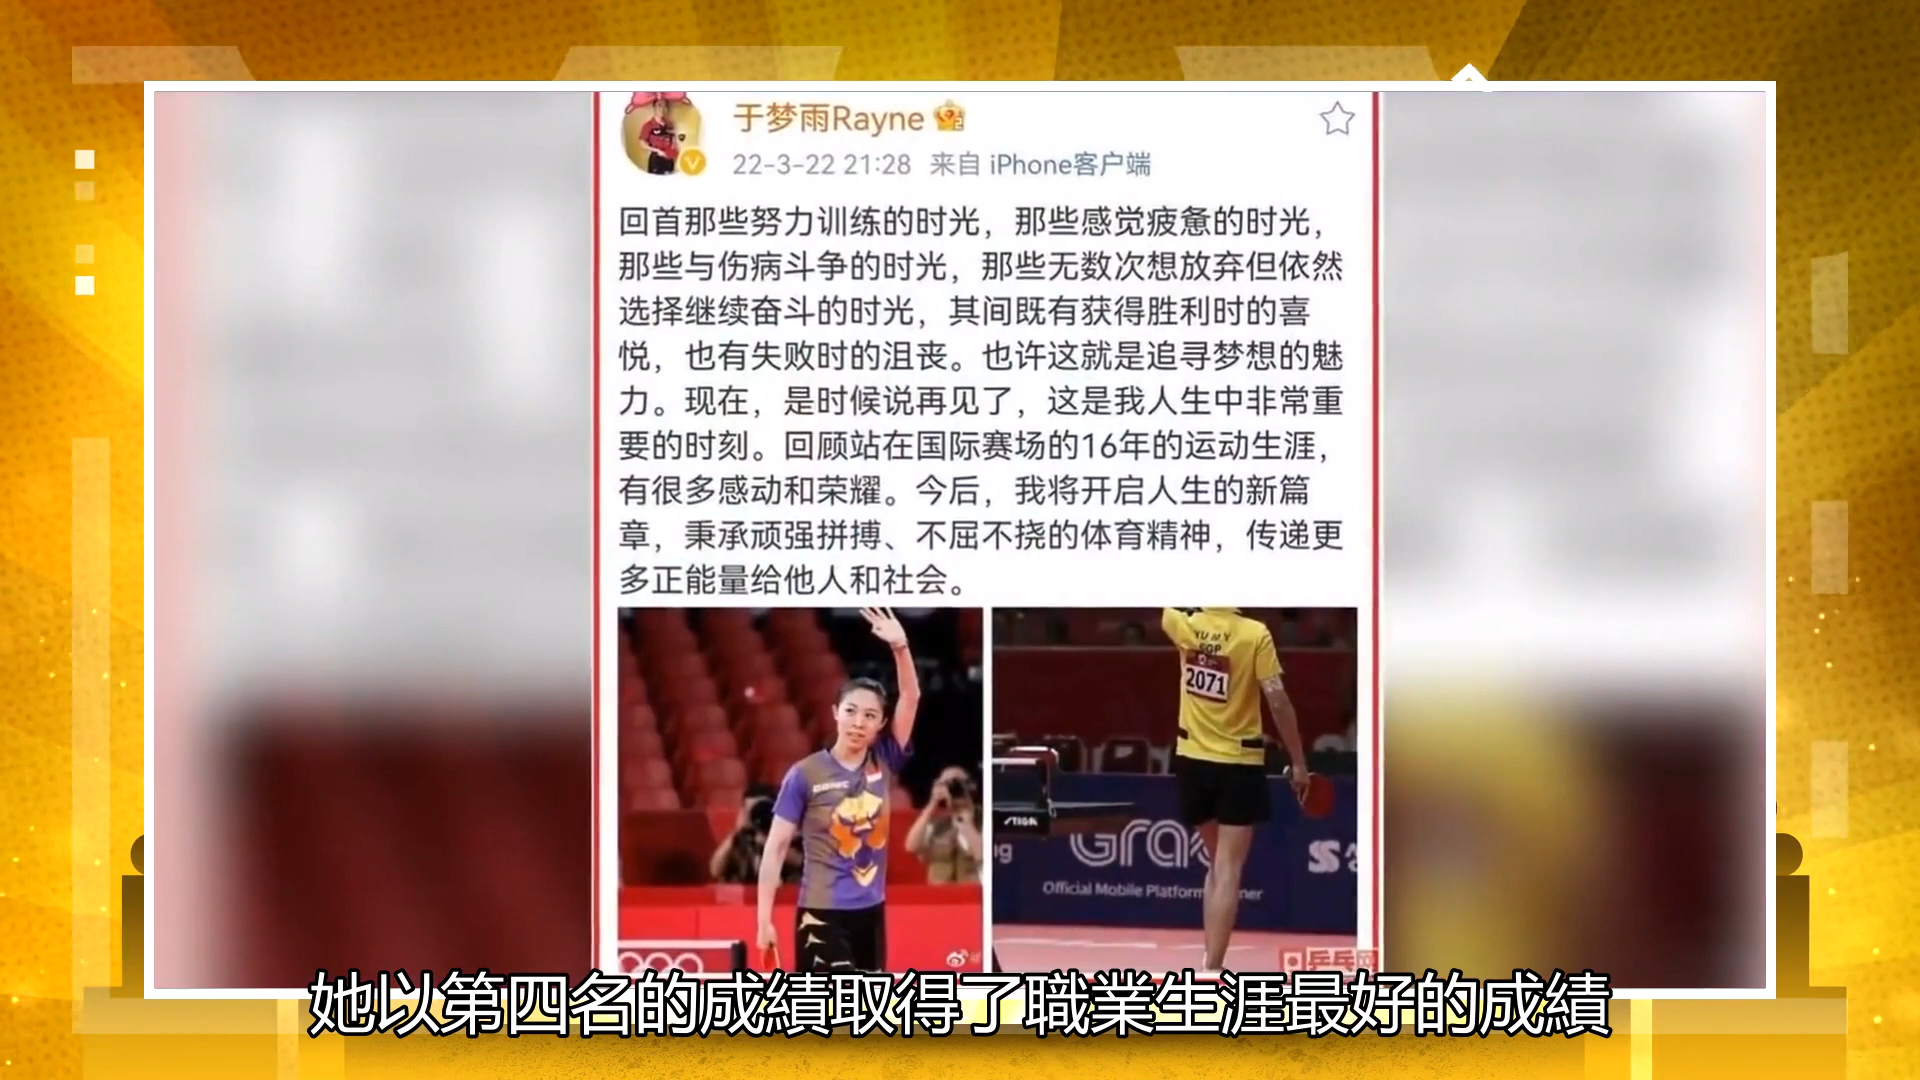 于梦雨Rayne
22-3-22 21:28 来自 iPhone客户端
回首那些努力训练的时光，那些感觉疲惫的时光，
那些与伤病斗争的时光，那些无数次想放弃但依然
选择继续奋斗的时光，其间既有获得胜利时的喜
悦，也有失败时的沮丧。也许这就是追寻梦想的魅
力。现在，是时候说再见了，这是我人生中非常重
要的时刻。回顾站在国际赛场的16年的运动生涯，
有很多感动和荣耀。今后，我将开启人生的新篇
章，秉承顽强拼搏、不屈不挠的体育精神，传递更
多正能量给他人和社会。
YU M Y
SGP
2071
STIGA
Official Mobile Platform
乒乓网
她以第四名的成績取得了職業生涯最好的成績